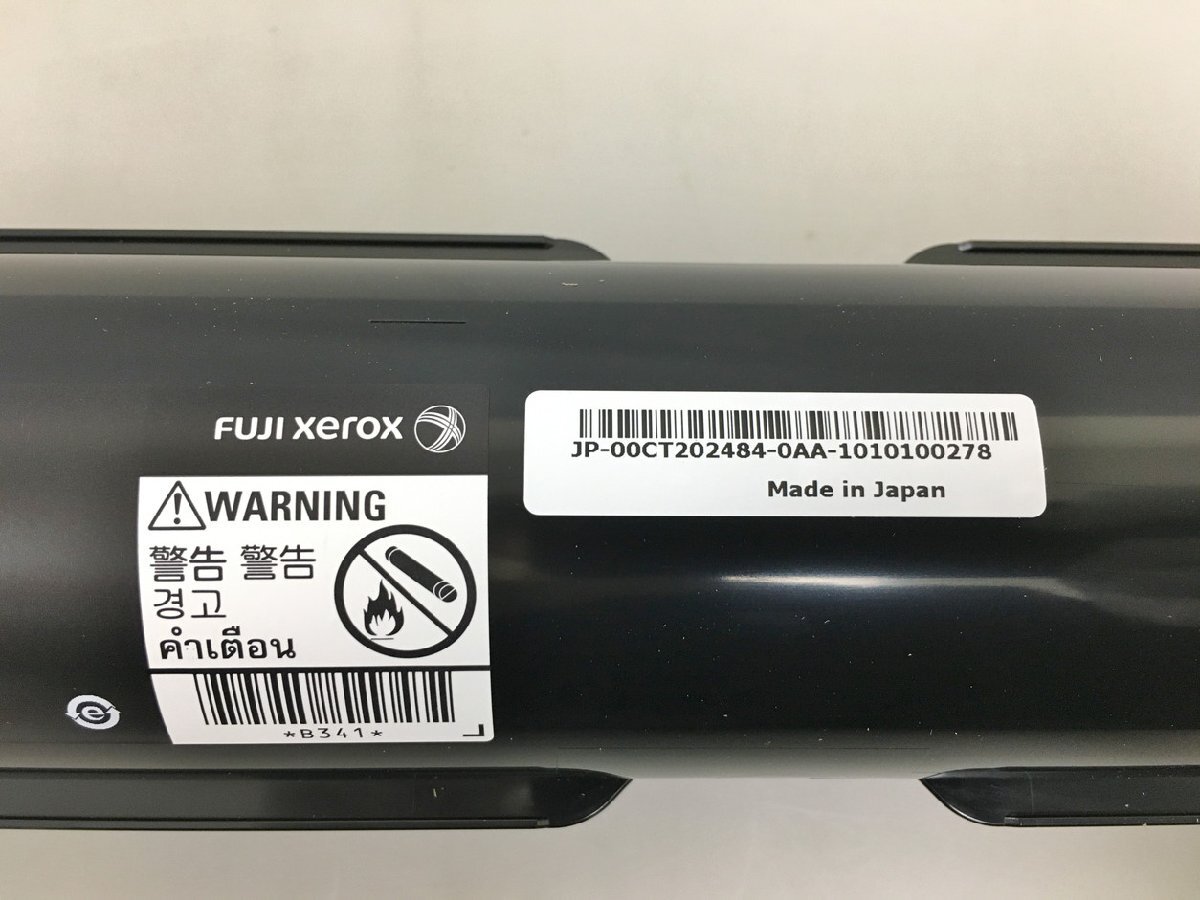 FUJI xerox
WARNING
警告 警告
경고
คำเตือน
*B341*
JP-00CT202484-0AA-1010100278
Made in Japan